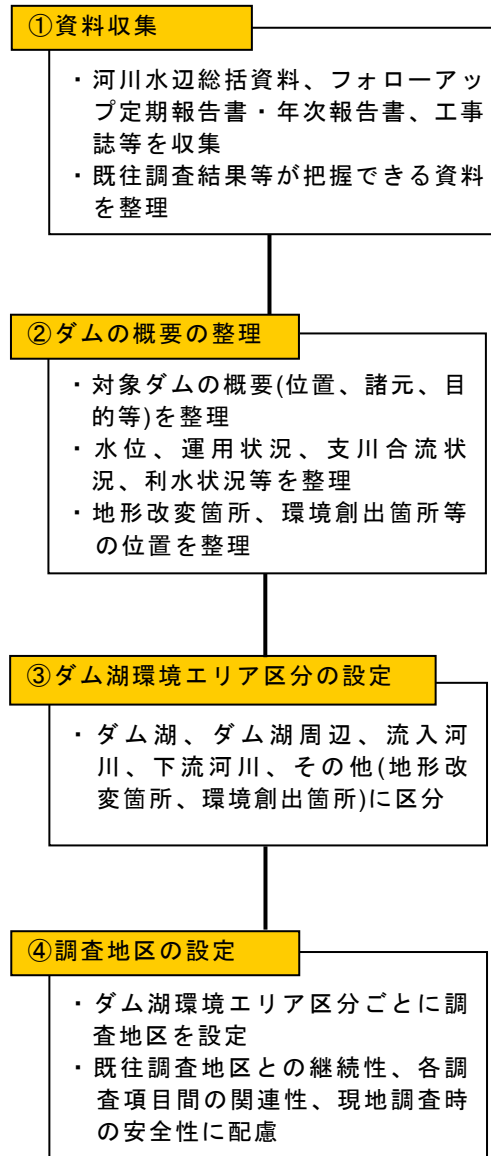 ①資料収集
・河川水辺総括資料、フォローアッ
プ定期報告書・年次報告書、工事
誌等を収集
・既往調査結果等が把握できる資料
を整理
②ダムの概要の整理
・対象ダムの概要(位置、諸元、目
的等)を整理
・水位、運用状況、支川合流状
況、利水状況等を整理
・地形改変箇所、環境創出箇所等
の位置を整理
③ダム湖環境エリア区分の設定
・ダム湖、ダム湖周辺、流入河
川、下流河川、その他(地形改
変箇所、環境創出箇所)に区分
④調査地区の設定
・ダム湖環境エリア区分ごとに調
査地区を設定
・既往調査地区との継続性、各調
査項目間の関連性、現地調査時
の安全性に配慮